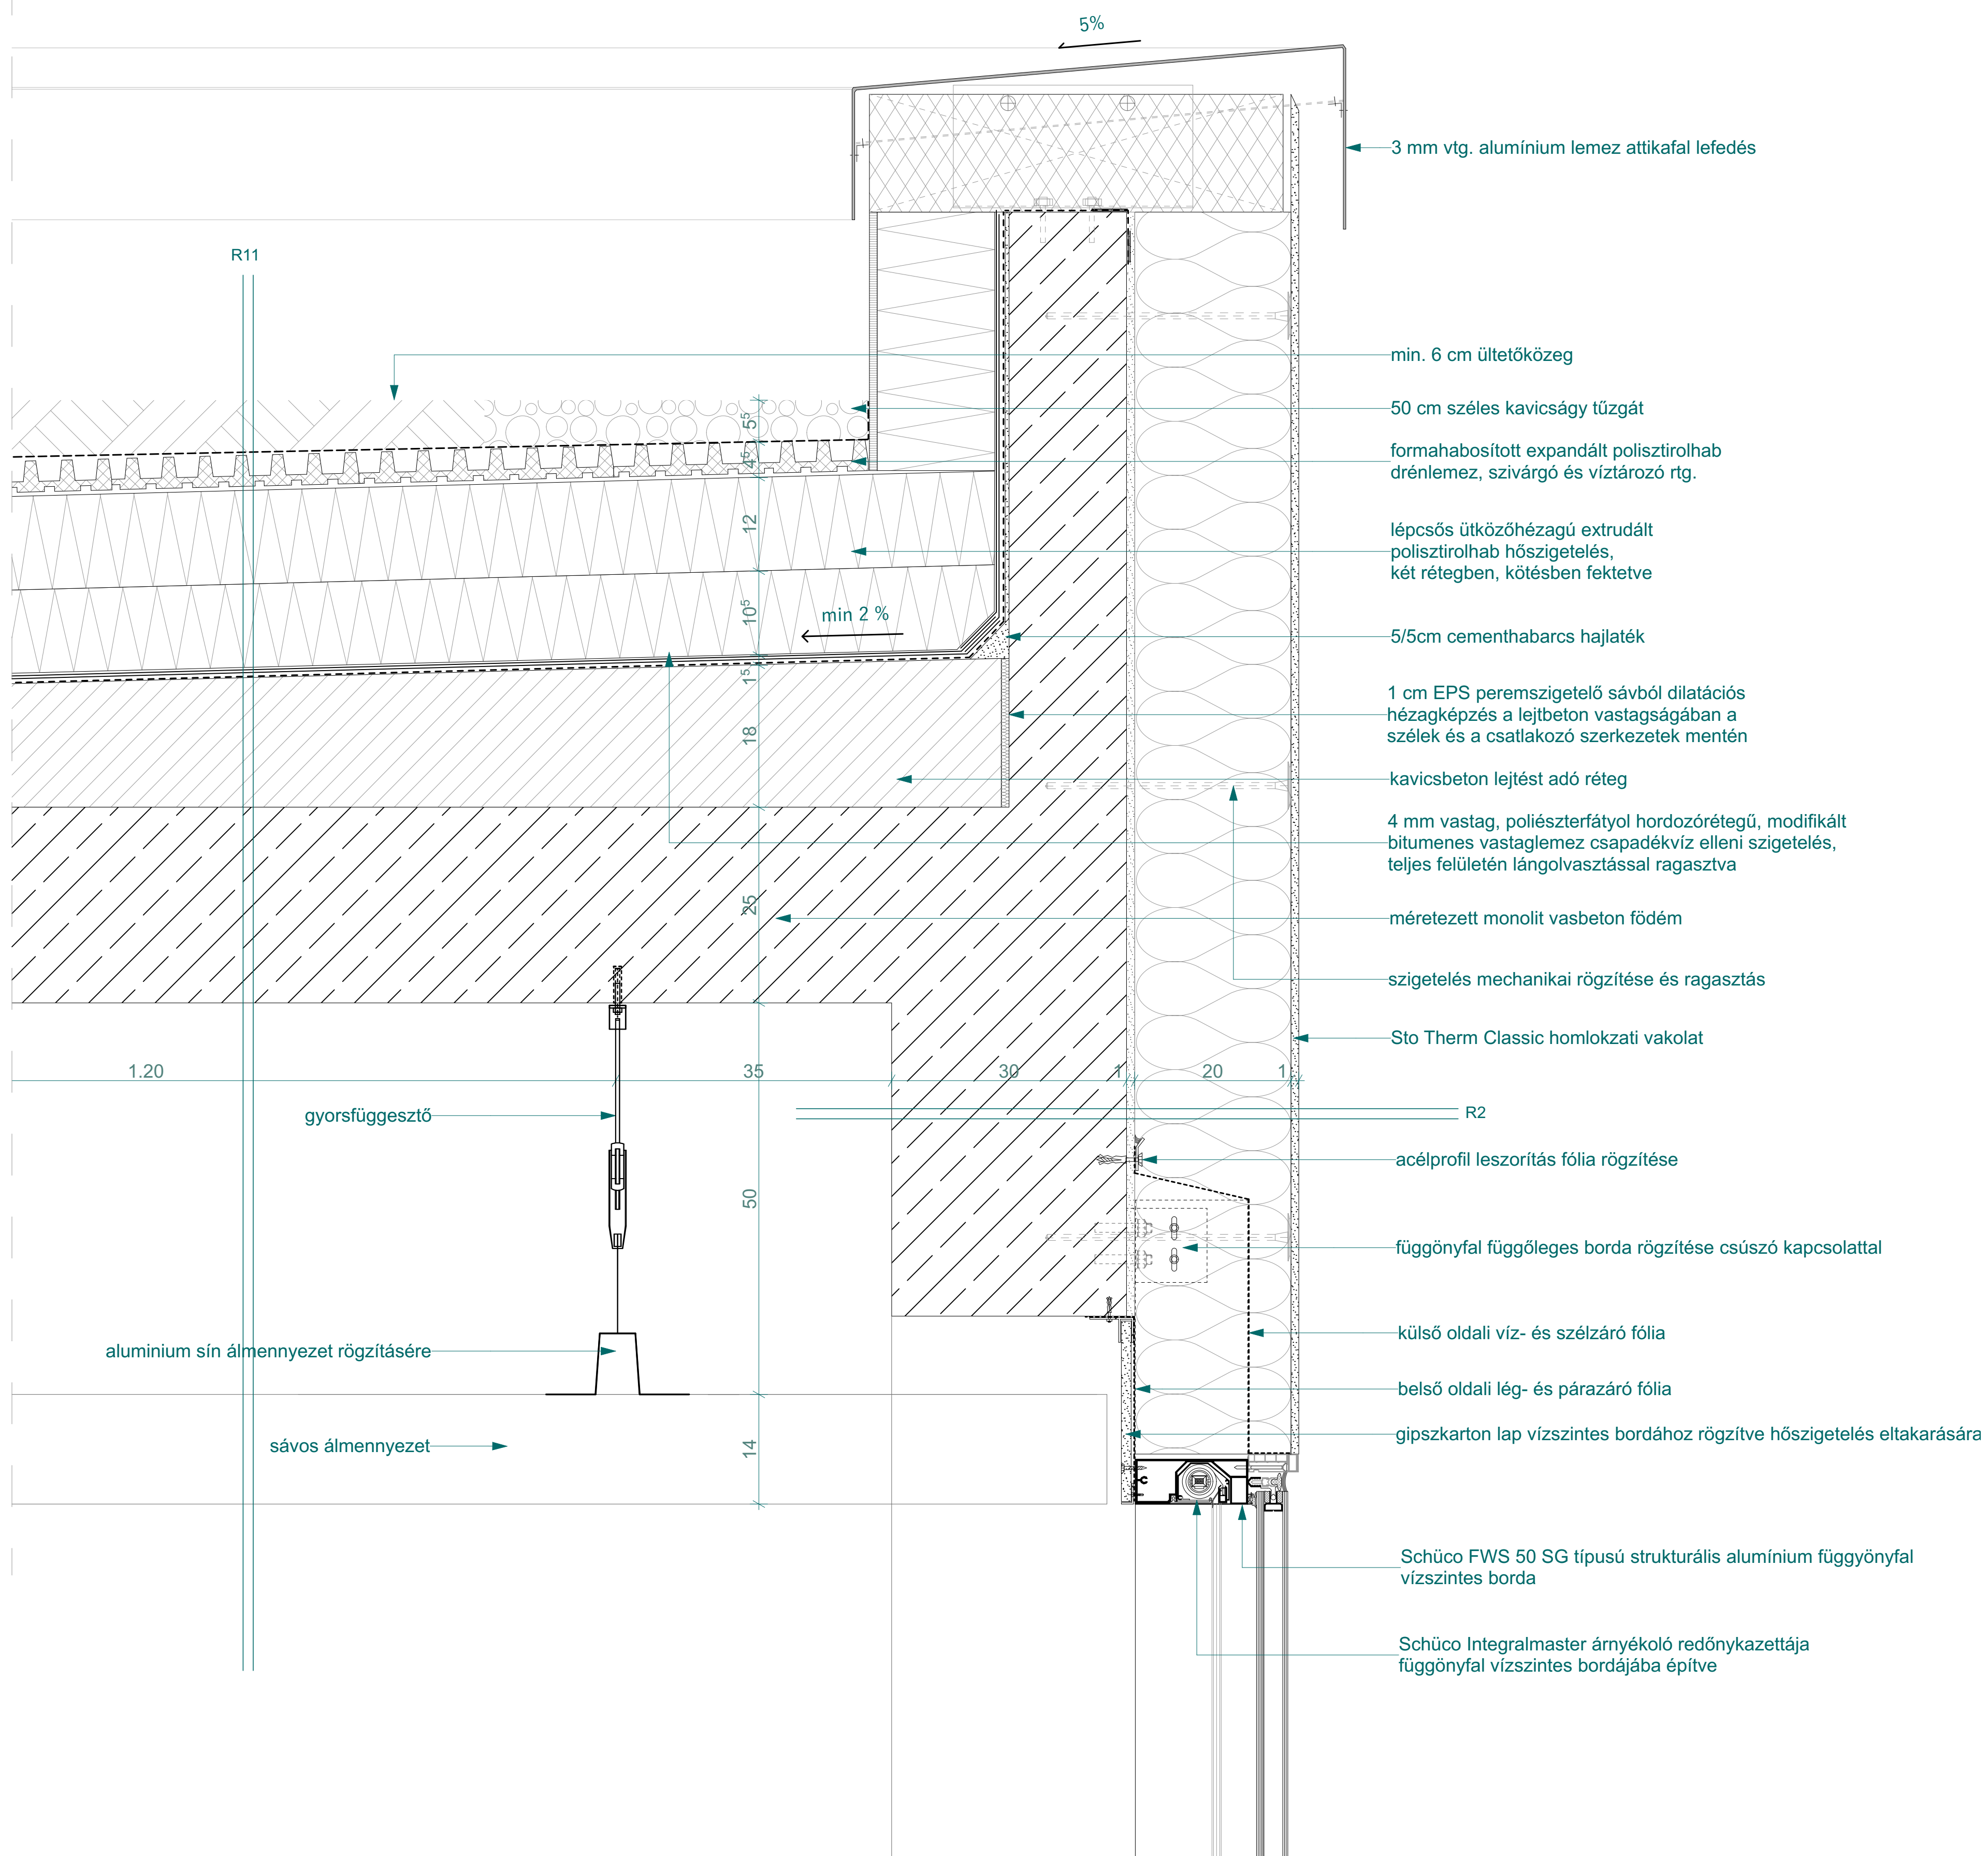 5%
3 mm vtg. alumínium lemez attikafal lefedés
R11
min. 6 cm ültetőközeg
50 cm széles kavicságy tűzgát
5⁵
formahabosított expandált polisztirolhab
drénlemez, szivárgó és víztározó rtg.
4⁵
lépcsős ütközőhézagú extrudált
polisztirolhab hőszigetelés,
két rétegben, kötésben fektetve
12
10⁵
min 2 %
5/5cm cementhabarcs hajlaték
1⁵
1 cm EPS peremszigetelő sávból dilatációs
hézagképzés a lejtbeton vastagságában a
szélek és a csatlakozó szerkezetek mentén
18
kavicsbeton lejtést adó réteg
4 mm vastag, poliészterfátyol hordozórétegű, modifikált
bitumenes vastaglemez csapadékvíz elleni szigetelés,
teljes felületén lángolvasztással ragasztva
25
méretezett monolit vasbeton födém
szigetelés mechanikai rögzítése és ragasztás
Sto Therm Classic homlokzati vakolat
1.20 35 30 1 20 1
gyorsfüggesztő
R2
acélprofil leszorítás fólia rögzítése
50
függönyfal függőleges borda rögzítése csúszó kapcsolattal
külső oldali víz- és szélzáró fólia
aluminium sín álmennyezet rögzításére
belső oldali lég- és párazáró fólia
gipszkarton lap vízszintes bordához rögzítve hőszigetelés eltakarására
sávos álmennyezet
14
Schüco FWS 50 SG típusú strukturális alumínium függyönyfal
vízszintes borda
Schüco Integralmaster árnyékoló redőnykazettája
függönyfal vízszintes bordájába építve